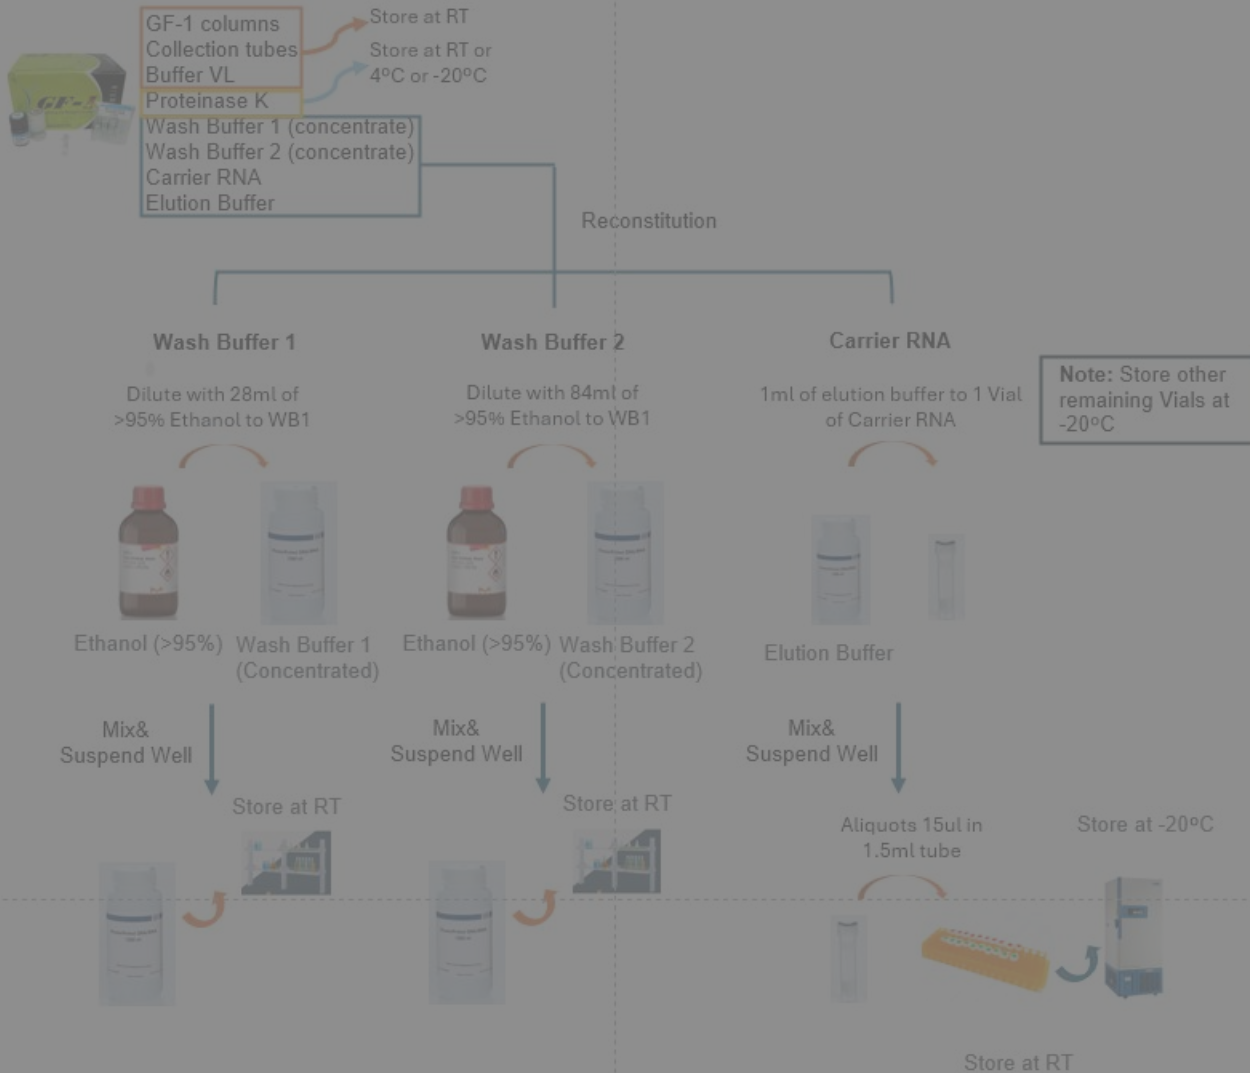 GF-1 columns
Collection tubes
Buffer VL
Proteinase K
Wash Buffer 1 (concentrate)
Wash Buffer 2 (concentrate)
Carrier RNA
Elution Buffer
Store at RT
Store at RT or
4ºC or -20ºC
GF-1
Reconstitution
Wash Buffer 1
Dilute with 28ml of
>95% Ethanol to WB1
Ethanol (>95%)
Wash Buffer 1
(Concentrated)
Mix&
Suspend Well
Store at RT
Wash Buffer 2
Dilute with 84ml of
>95% Ethanol to WB1
Ethanol (>95%)
Wash Buffer 2
(Concentrated)
Mix&
Suspend Well
Store at RT
Carrier RNA
1ml of elution buffer to 1 Vial
of Carrier RNA
Elution Buffer
Mix&
Suspend Well
Aliquots 15ul in
1.5ml tube
Store at -20ºC
Note: Store other
remaining Vials at
-20ºC
Store at RT